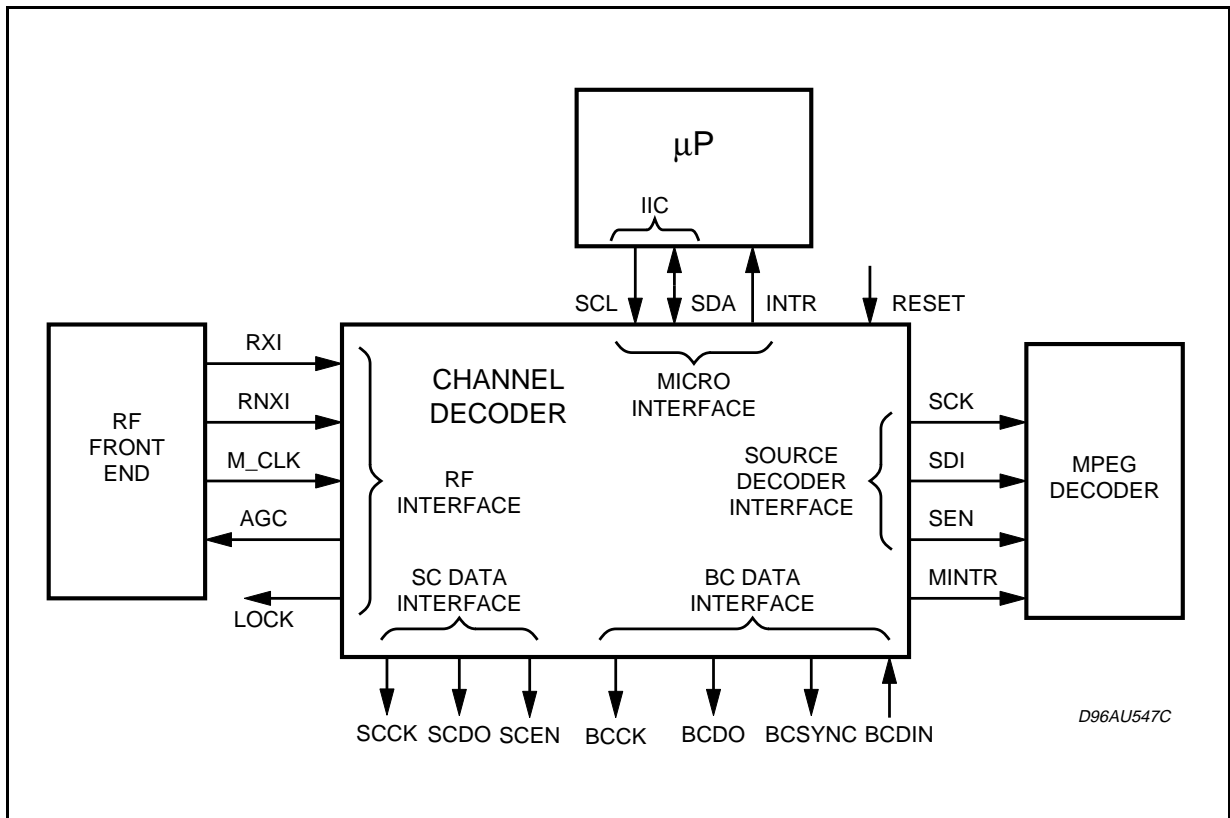 μP
IIC
SCL
SDA
INTR
RESET
RF
FRONT
END
RXI
RNXI
M_CLK
AGC
LOCK
CHANNEL
DECODER
MICRO
INTERFACE
RF
INTERFACE
SOURCE
DECODER
INTERFACE
SC DATA
INTERFACE
BC DATA
INTERFACE
SCK
SDI
SEN
MINTR
MPEG
DECODER
SCCK
SCDO
SCEN
BCCK
BCDO
BCSYNC
BCDIN
D96AU547C